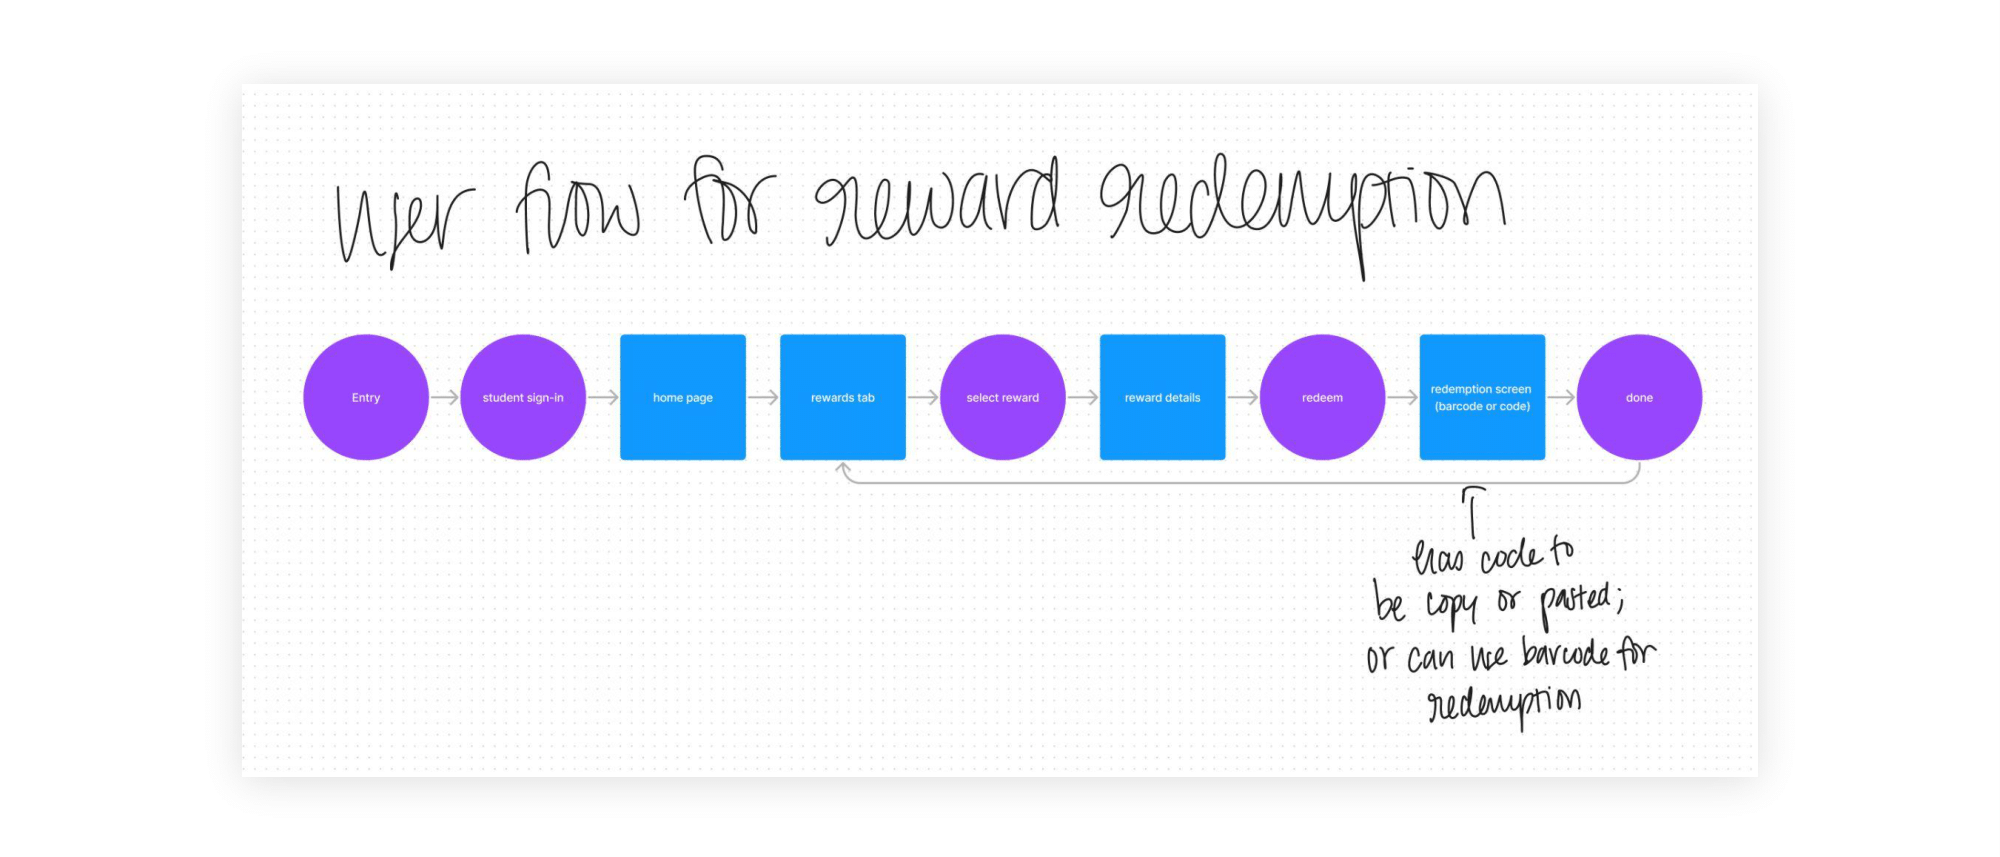 user flow for reward redemption
Entry
student sign-in
home page
rewards tab
select reward
reward details
redeem
redemption screen
(barcode or code)
done
has code to
be copy or pasted;
or can use barcode for
redemption